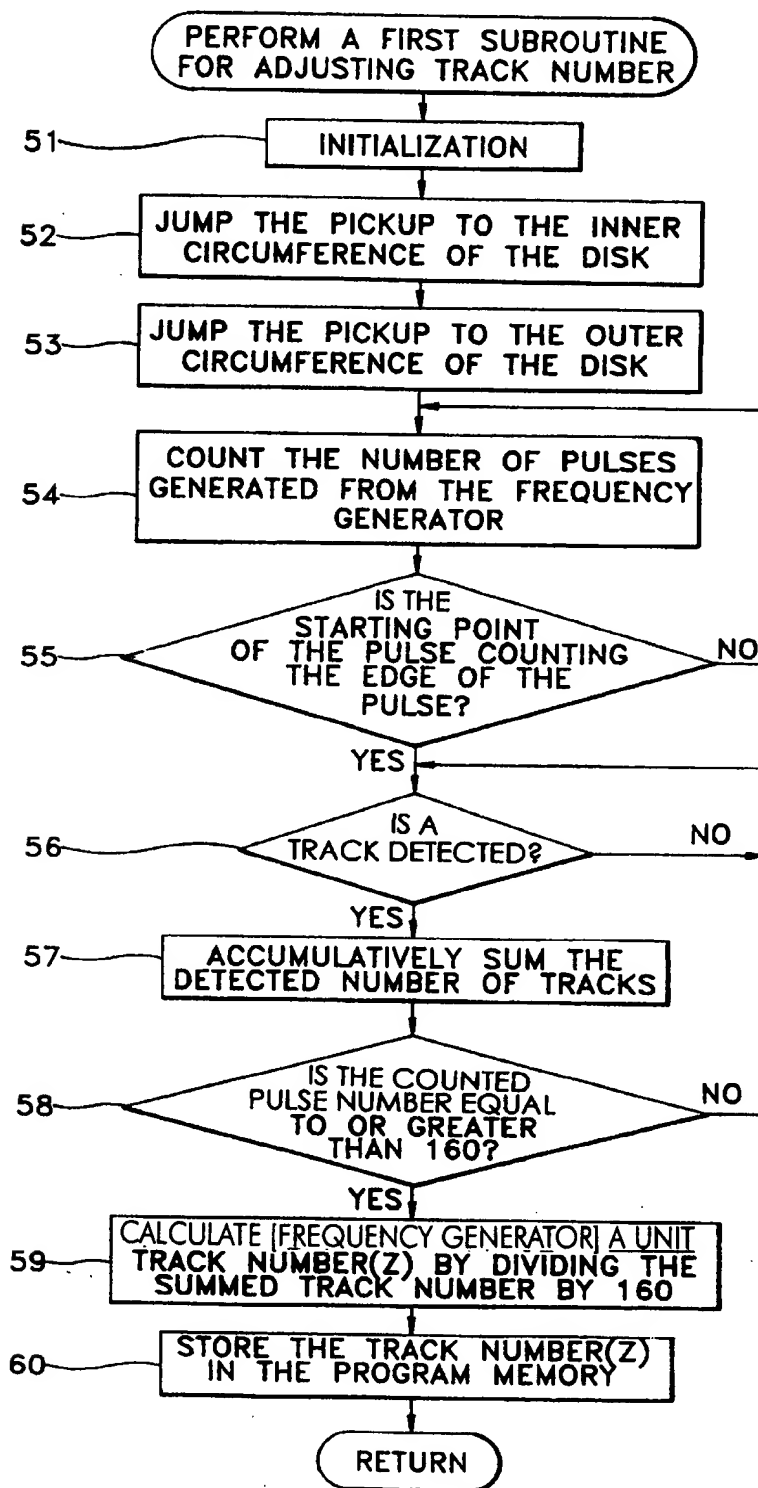 PERFORM A FIRST SUBROUTINE
FOR ADJUSTING TRACK NUMBER
51
INITIALIZATION
52
JUMP THE PICKUP TO THE INNER
CIRCUMFERENCE OF THE DISK
53
JUMP THE PICKUP TO THE OUTER
CIRCUMFERENCE OF THE DISK
54
COUNT THE NUMBER OF PULSES
GENERATED FROM THE FREQUENCY
GENERATOR
55
IS THE
STARTING POINT
OF THE PULSE COUNTING
THE EDGE OF THE
PULSE?
NO
YES
56
IS A
TRACK DETECTED?
NO
YES
57
ACCUMULATIVELY SUM THE
DETECTED NUMBER OF TRACKS
58
IS THE COUNTED
PULSE NUMBER EQUAL
TO OR GREATER
THAN 160?
NO
YES
59
CALCULATE [FREQUENCY GENERATOR] A UNIT
TRACK NUMBER(Z) BY DIVIDING THE
SUMMED TRACK NUMBER BY 160
60
STORE THE TRACK NUMBER(Z)
IN THE PROGRAM MEMORY
RETURN